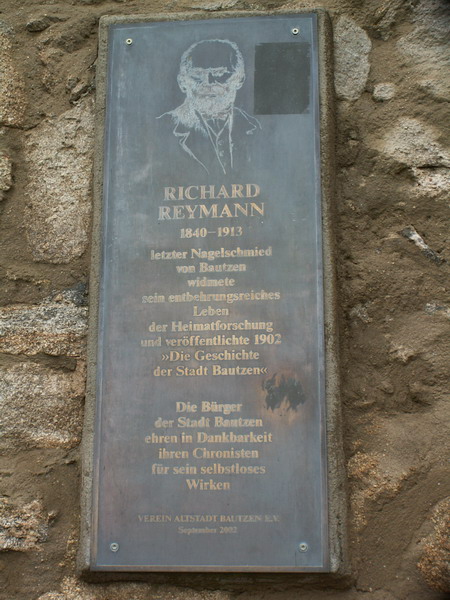 RICHARD
REYMANN
1840–1913
letzter Nagelschmied
von Bautzen
widmete
sein entbehrungsreiches
Leben
der Heimatforschung
und veröffentlichte 1902
»Die Geschichte
der Stadt Bautzen«
Die Bürger
der Stadt Bautzen
ehren in Dankbarkeit
ihren Chronisten
für sein selbstloses
Wirken
VEREIN ALTSTADT BAUTZEN E.V.
September 2002